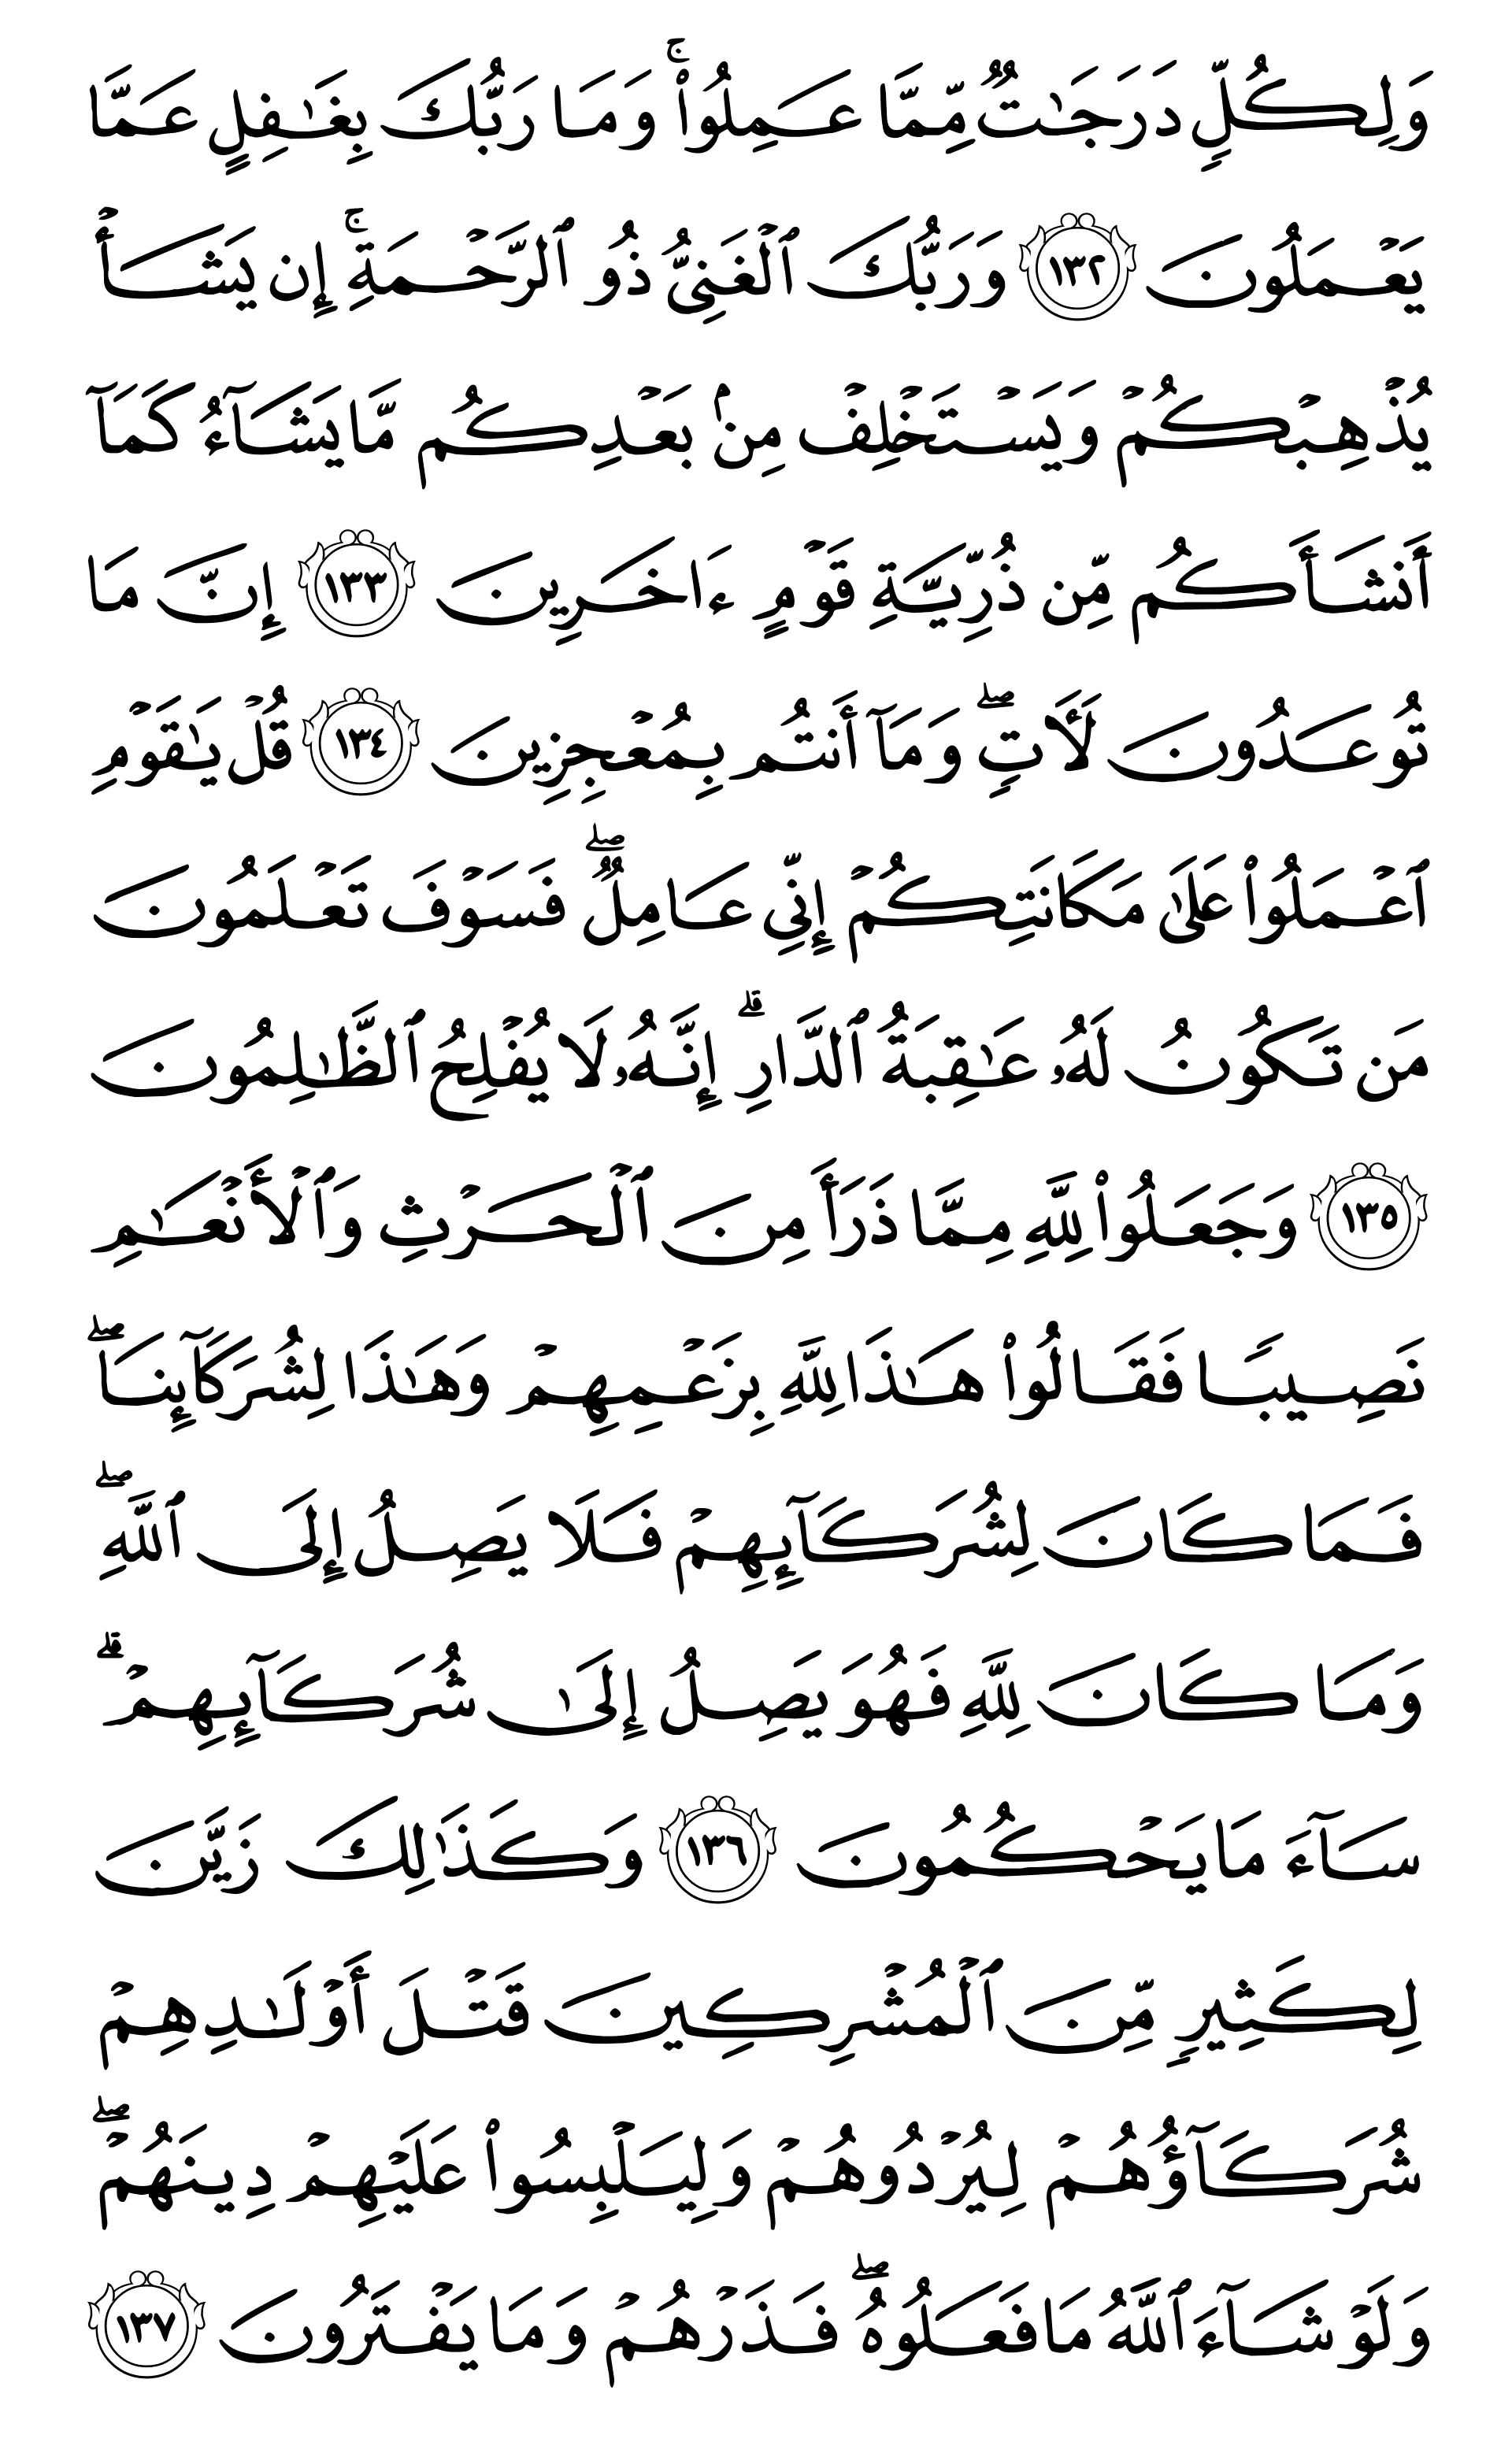 وَلِكُلٍّ دَرَجَٰتٌ مِّمَّا عَمِلُوا۟ ۚ وَمَا رَبُّكَ بِغَٰفِلٍ عَمَّا
يَعْمَلُونَ ١٣٢ وَرَبُّكَ ٱلْغَنِىُّ ذُو ٱلرَّحْمَةِ ۚ إِن يَشَأْ
يُذْهِبْكُمْ وَيَسْتَخْلِفْ مِنۢ بَعْدِكُم مَّا يَشَآءُ كَمَآ
أَنشَأَكُم مِّن ذُرِّيَّةِ قَوْمٍ ءَاخَرِينَ ١٣٣ إِنَّ مَا
تُوعَدُونَ لَـَٔاتٍ ۖ وَمَآ أَنتُم بِمُعْجِزِينَ ١٣٤ قُلْ يَٰقَوْمِ
ٱعْمَلُوا۟ عَلَىٰ مَكَانَتِكُمْ إِنِّى عَامِلٌ ۖ فَسَوْفَ تَعْلَمُونَ
مَن تَكُونُ لَهُۥ عَٰقِبَةُ ٱلدَّارِ ۗ إِنَّهُۥ لَا يُفْلِحُ ٱلظَّٰلِمُونَ
١٣٥ وَجَعَلُوا۟ لِلَّهِ مِمَّا ذَرَأَ مِنَ ٱلْحَرْثِ وَٱلْأَنْعَٰمِ
نَصِيبًا فَقَالُوا۟ هَٰذَا لِلَّهِ بِزَعْمِهِمْ وَهَٰذَا لِشُرَكَآئِنَا ۖ
فَمَا كَانَ لِشُرَكَآئِهِمْ فَلَا يَصِلُ إِلَى ٱللَّهِ ۖ
وَمَا كَانَ لِلَّهِ فَهُوَ يَصِلُ إِلَىٰ شُرَكَآئِهِمْ ۗ
سَآءَ مَا يَحْكُمُونَ ١٣٦ وَكَذَٰلِكَ زَيَّنَ
لِكَثِيرٍ مِّنَ ٱلْمُشْرِكِينَ قَتْلَ أَوْلَٰدِهِمْ
شُرَكَآؤُهُمْ لِيُرْدُوهُمْ وَلِيَلْبِسُوا۟ عَلَيْهِمْ دِينَهُمْ ۖ
وَلَوْ شَآءَ ٱللَّهُ مَا فَعَلُوهُ ۖ فَذَرْهُمْ وَمَا يَفْتَرُونَ ١٣٧